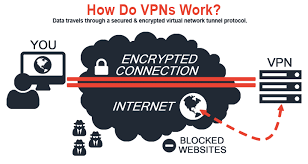 How Do VPNs Work?
Data travels through a secured & encrypted virtual network tunnel protocol.
YOU
ENCRYPTED
CONNECTION
VPN
INTERNET
BLOCKED
WEBSITES